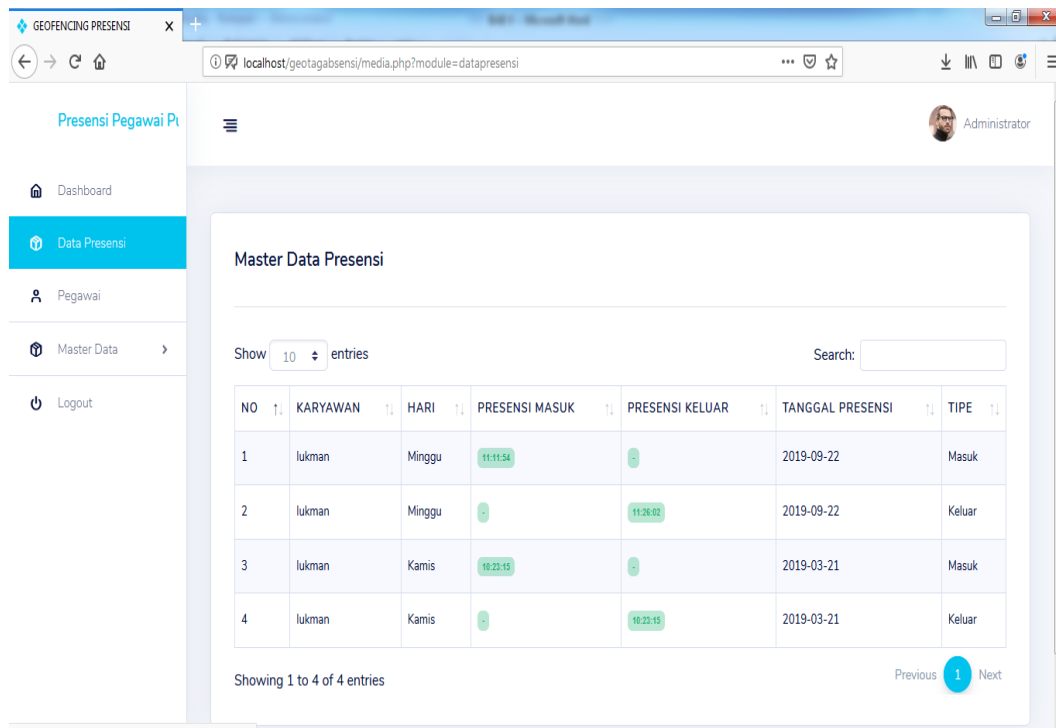 GEOFENCING PRESENSI
localhost/geotagabsensi/media.php?module=datapresensi
Presensi Pegawai
Administrator
Dashboard
Data Presensi
Pegawai
Master Data
Logout
Master Data Presensi
Show 10 entries
Search:
NO KARYAWAN HARI PRESENSI MASUK PRESENSI KELUAR TANGGAL PRESENSI TIPE
1 lukman Minggu 11:11:54 - 2019-09-22 Masuk
2 lukman Minggu - 11:26:02 2019-09-22 Keluar
3 lukman Kamis 10:23:15 - 2019-03-21 Masuk
4 lukman Kamis - 10:23:15 2019-03-21 Keluar
Showing 1 to 4 of 4 entries
Previous 1 Next